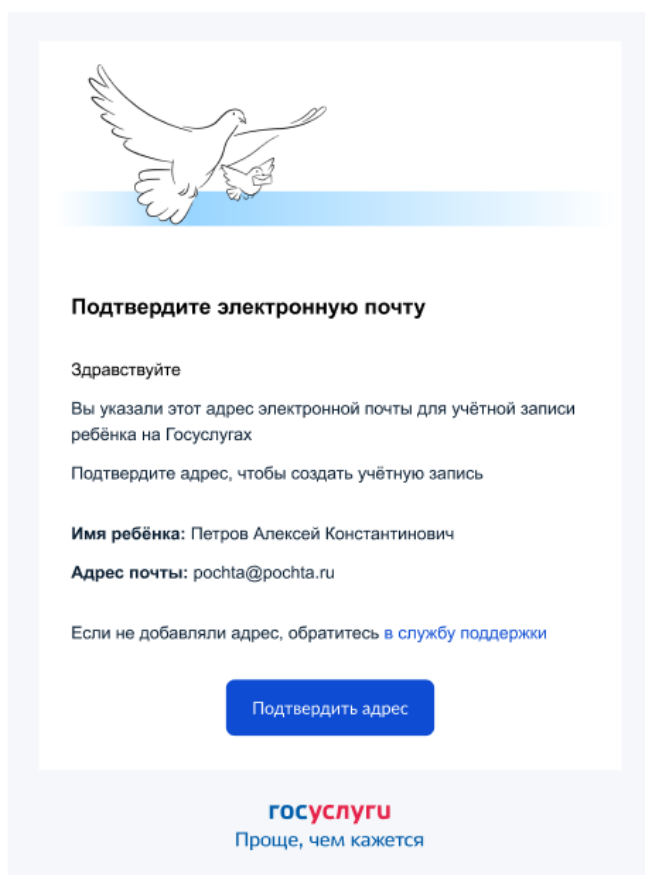 Подтвердите электронную почту
Здравствуйте
Вы указали этот адрес электронной почты для учётной записи
ребёнка на Госуслугах
Подтвердите адрес, чтобы создать учётную запись
Имя ребёнка: Петров Алексей Константинович
Адрес почты: pochta@pochta.ru
Если не добавляли адрес, обратитесь в службу поддержки
Подтвердить адрес
госуслуги
Проще, чем кажется